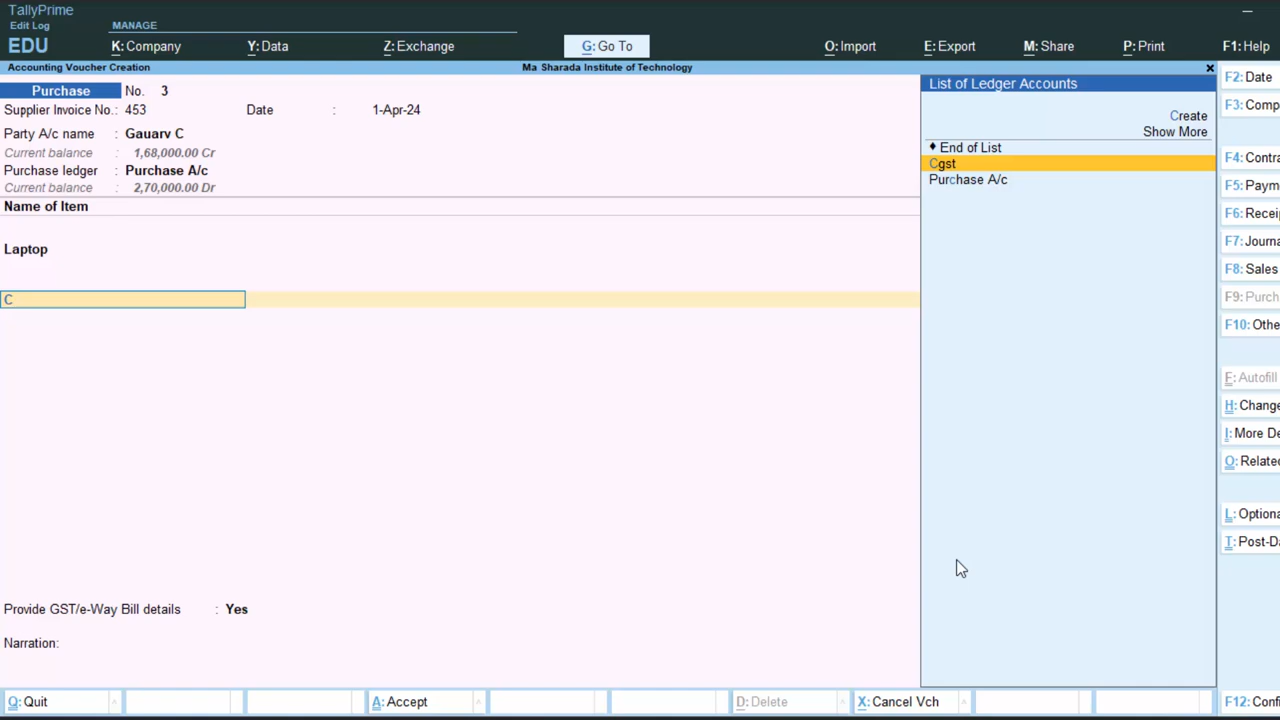 TallyPrime
Edit Log
MANAGE
EDU
K: Company
Y: Data
Z: Exchange
G: Go To
O: Import
E: Export
M: Share
P: Print
F1: Help
Accounting Voucher Creation
Ma Sharada Institute of Technology
Purchase No. 3
Supplier Invoice No.: 453 Date : 1-Apr-24
Party A/c name : Gauarv C
Current balance : 1,68,000.00 Cr
Purchase ledger : Purchase A/c
Current balance : 2,70,000.00 Dr
Name of Item
Laptop
C
Provide GST/e-Way Bill details : Yes
Narration:
List of Ledger Accounts
Create
Show More
♦ End of List
Cgst
Purchase A/c
F2: Date
F3: Comp
F4: Contra
F5: Paym
F6: Recei
F7: Journa
F8: Sales
F9: Purch
F10: Othe
F: Autofill
H: Change
I: More De
O: Related
L: Optiona
T: Post-Da
Q: Quit
A: Accept
D: Delete
X: Cancel Vch
F12: Confi